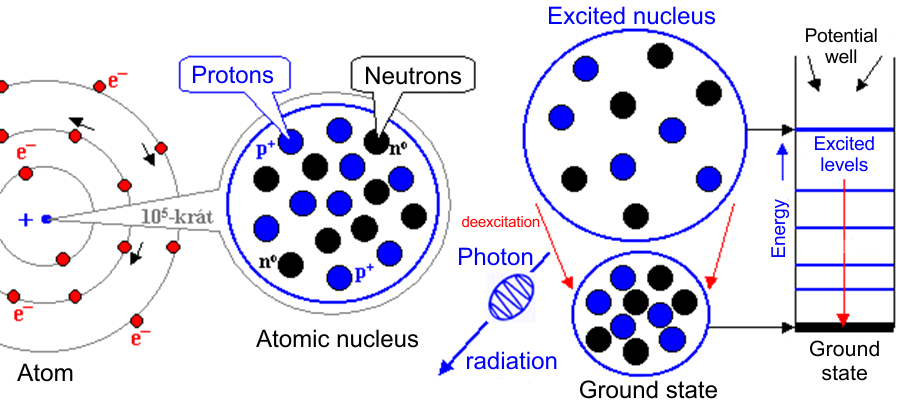 e⁻
e⁻
e⁻
e⁻
+
Atom
10⁵-krát
Protons
Neutrons
p⁺
n⁰
n⁰
p⁺
Atomic nucleus
Excited nucleus
deexcitation
Photon
radiation
Ground state
Potential
well
Excited
levels
Energy
Ground
state